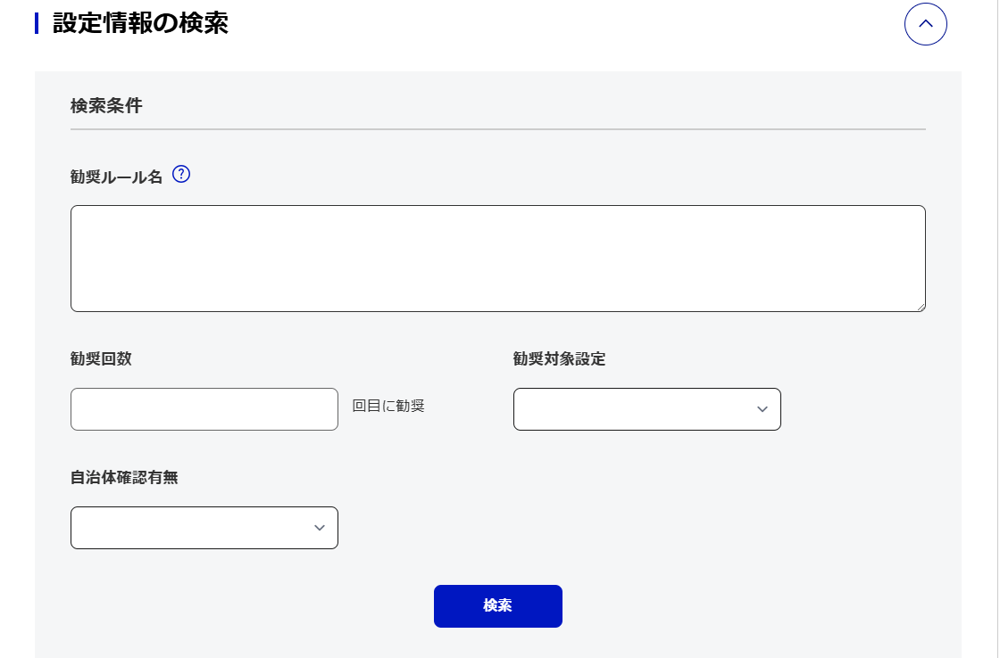 設定情報の検索
検索条件
勧奨ルール名 ?
勧奨回数
勧奨対象設定
回目に勧奨
自治体確認有無
検索